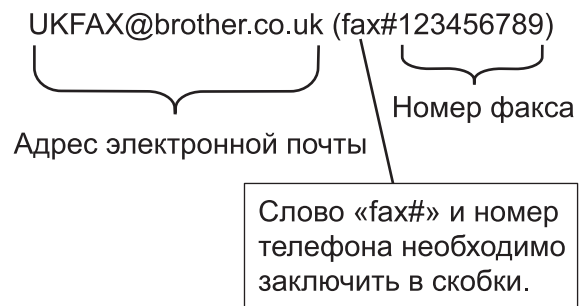 UKFAX@brother.co.uk (fax#123456789)
Номер факса
Адрес электронной почты
Слово «fax#» и номер
телефона необходимо
заключить в скобки.